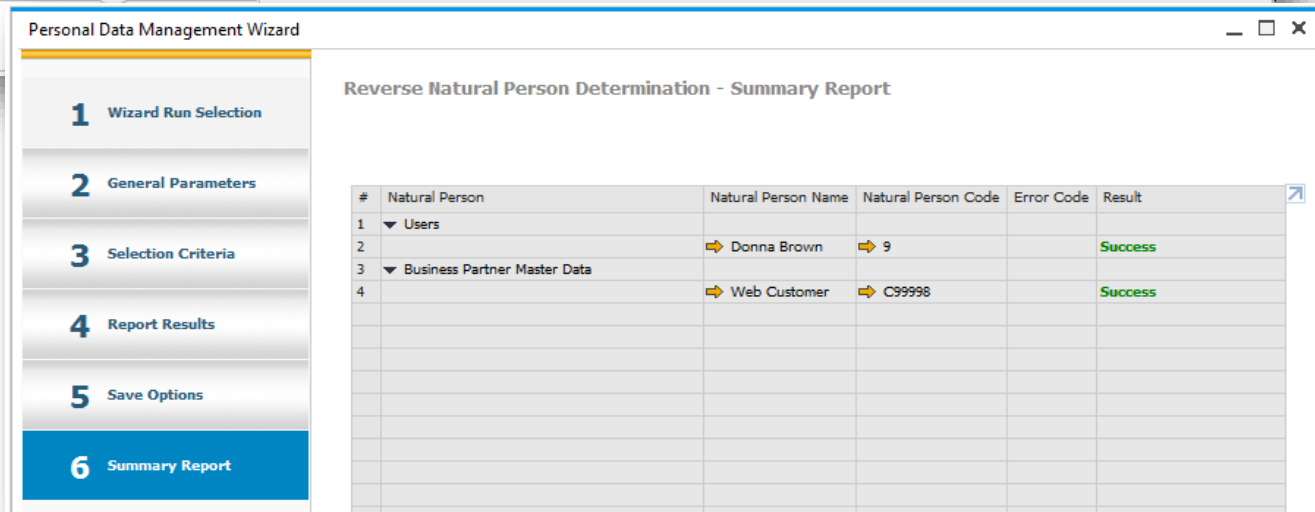 Personal Data Management Wizard
Reverse Natural Person Determination - Summary Report
1 Wizard Run Selection
2 General Parameters
3 Selection Criteria
4 Report Results
5 Save Options
6 Summary Report
# Natural Person Natural Person Name Natural Person Code Error Code Result
1 Users
2 Donna Brown 9 Success
3 Business Partner Master Data
4 Web Customer C99998 Success